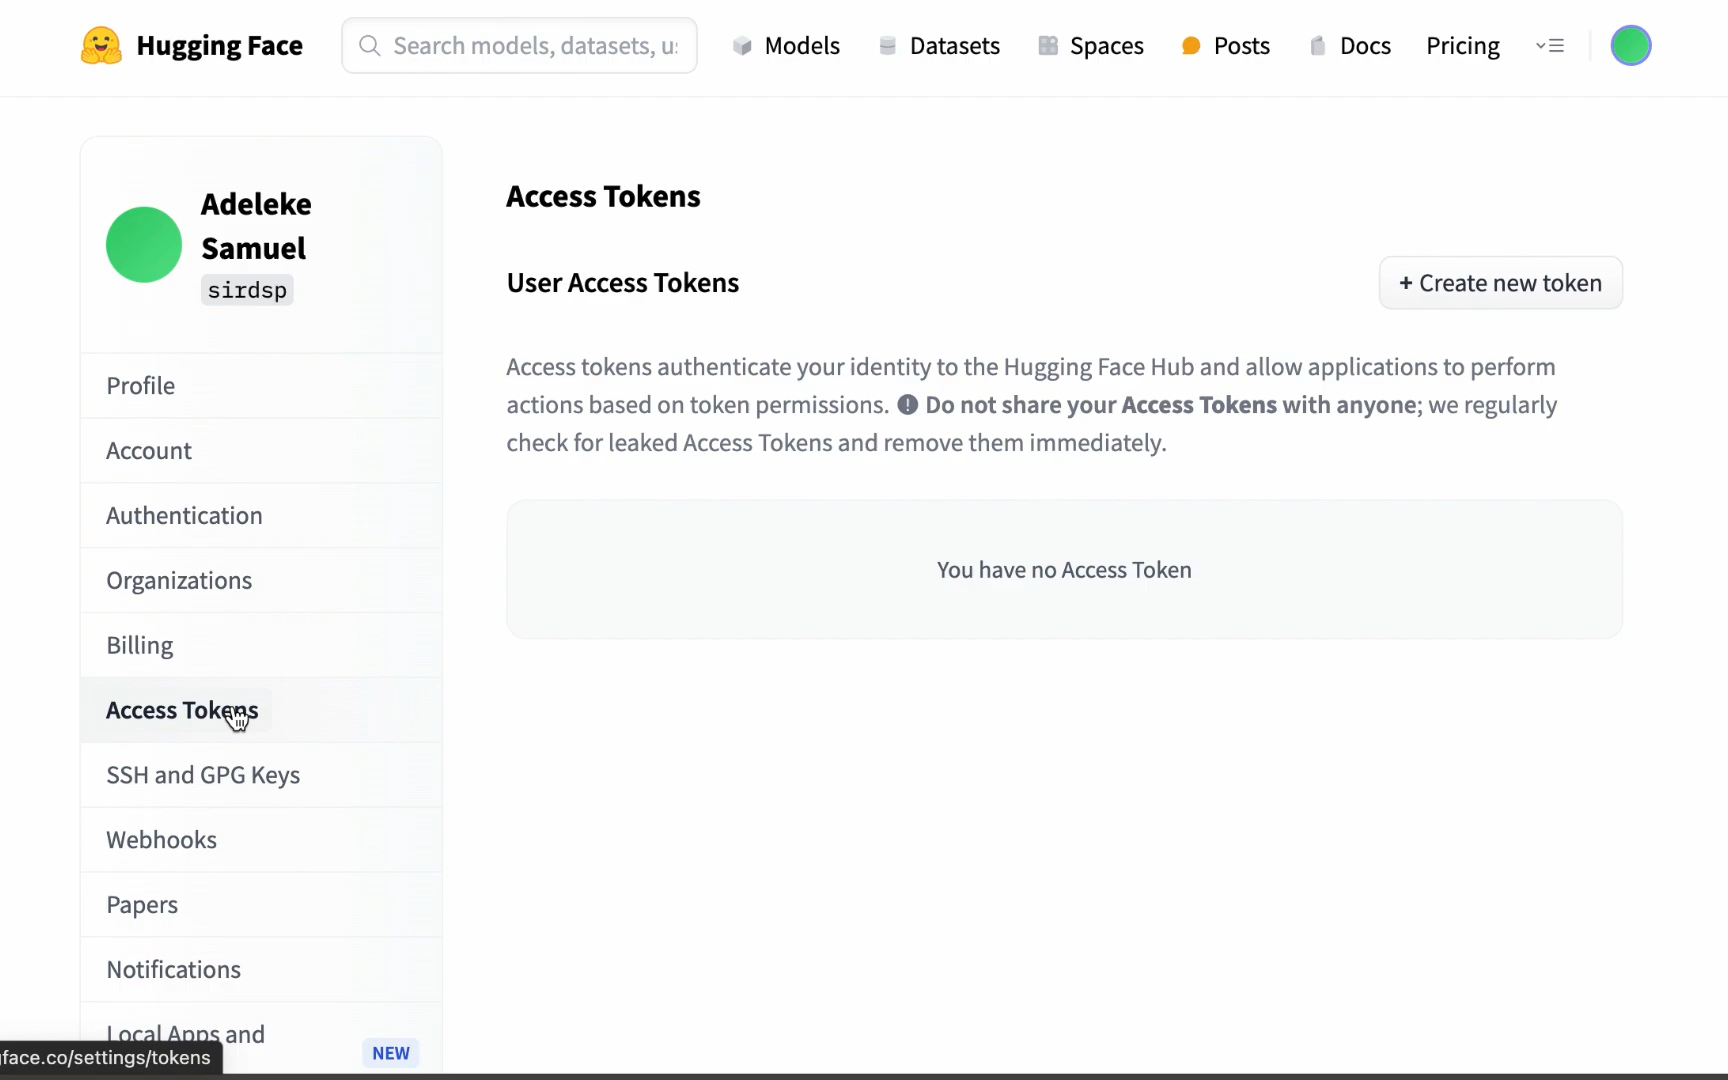 Hugging Face
Search models, datasets, us
Models
Datasets
Spaces
Posts
Docs
Pricing
Adeleke
Samuel
sirdsp
Profile
Account
Authentication
Organizations
Billing
Access Tokens
SSH and GPG Keys
Webhooks
Papers
Notifications
Local Apps and
NEW
Access Tokens
User Access Tokens
+ Create new token
Access tokens authenticate your identity to the Hugging Face Hub and allow applications to perform
actions based on token permissions. Do not share your Access Tokens with anyone; we regularly
check for leaked Access Tokens and remove them immediately.
You have no Access Token
gface.co/settings/tokens